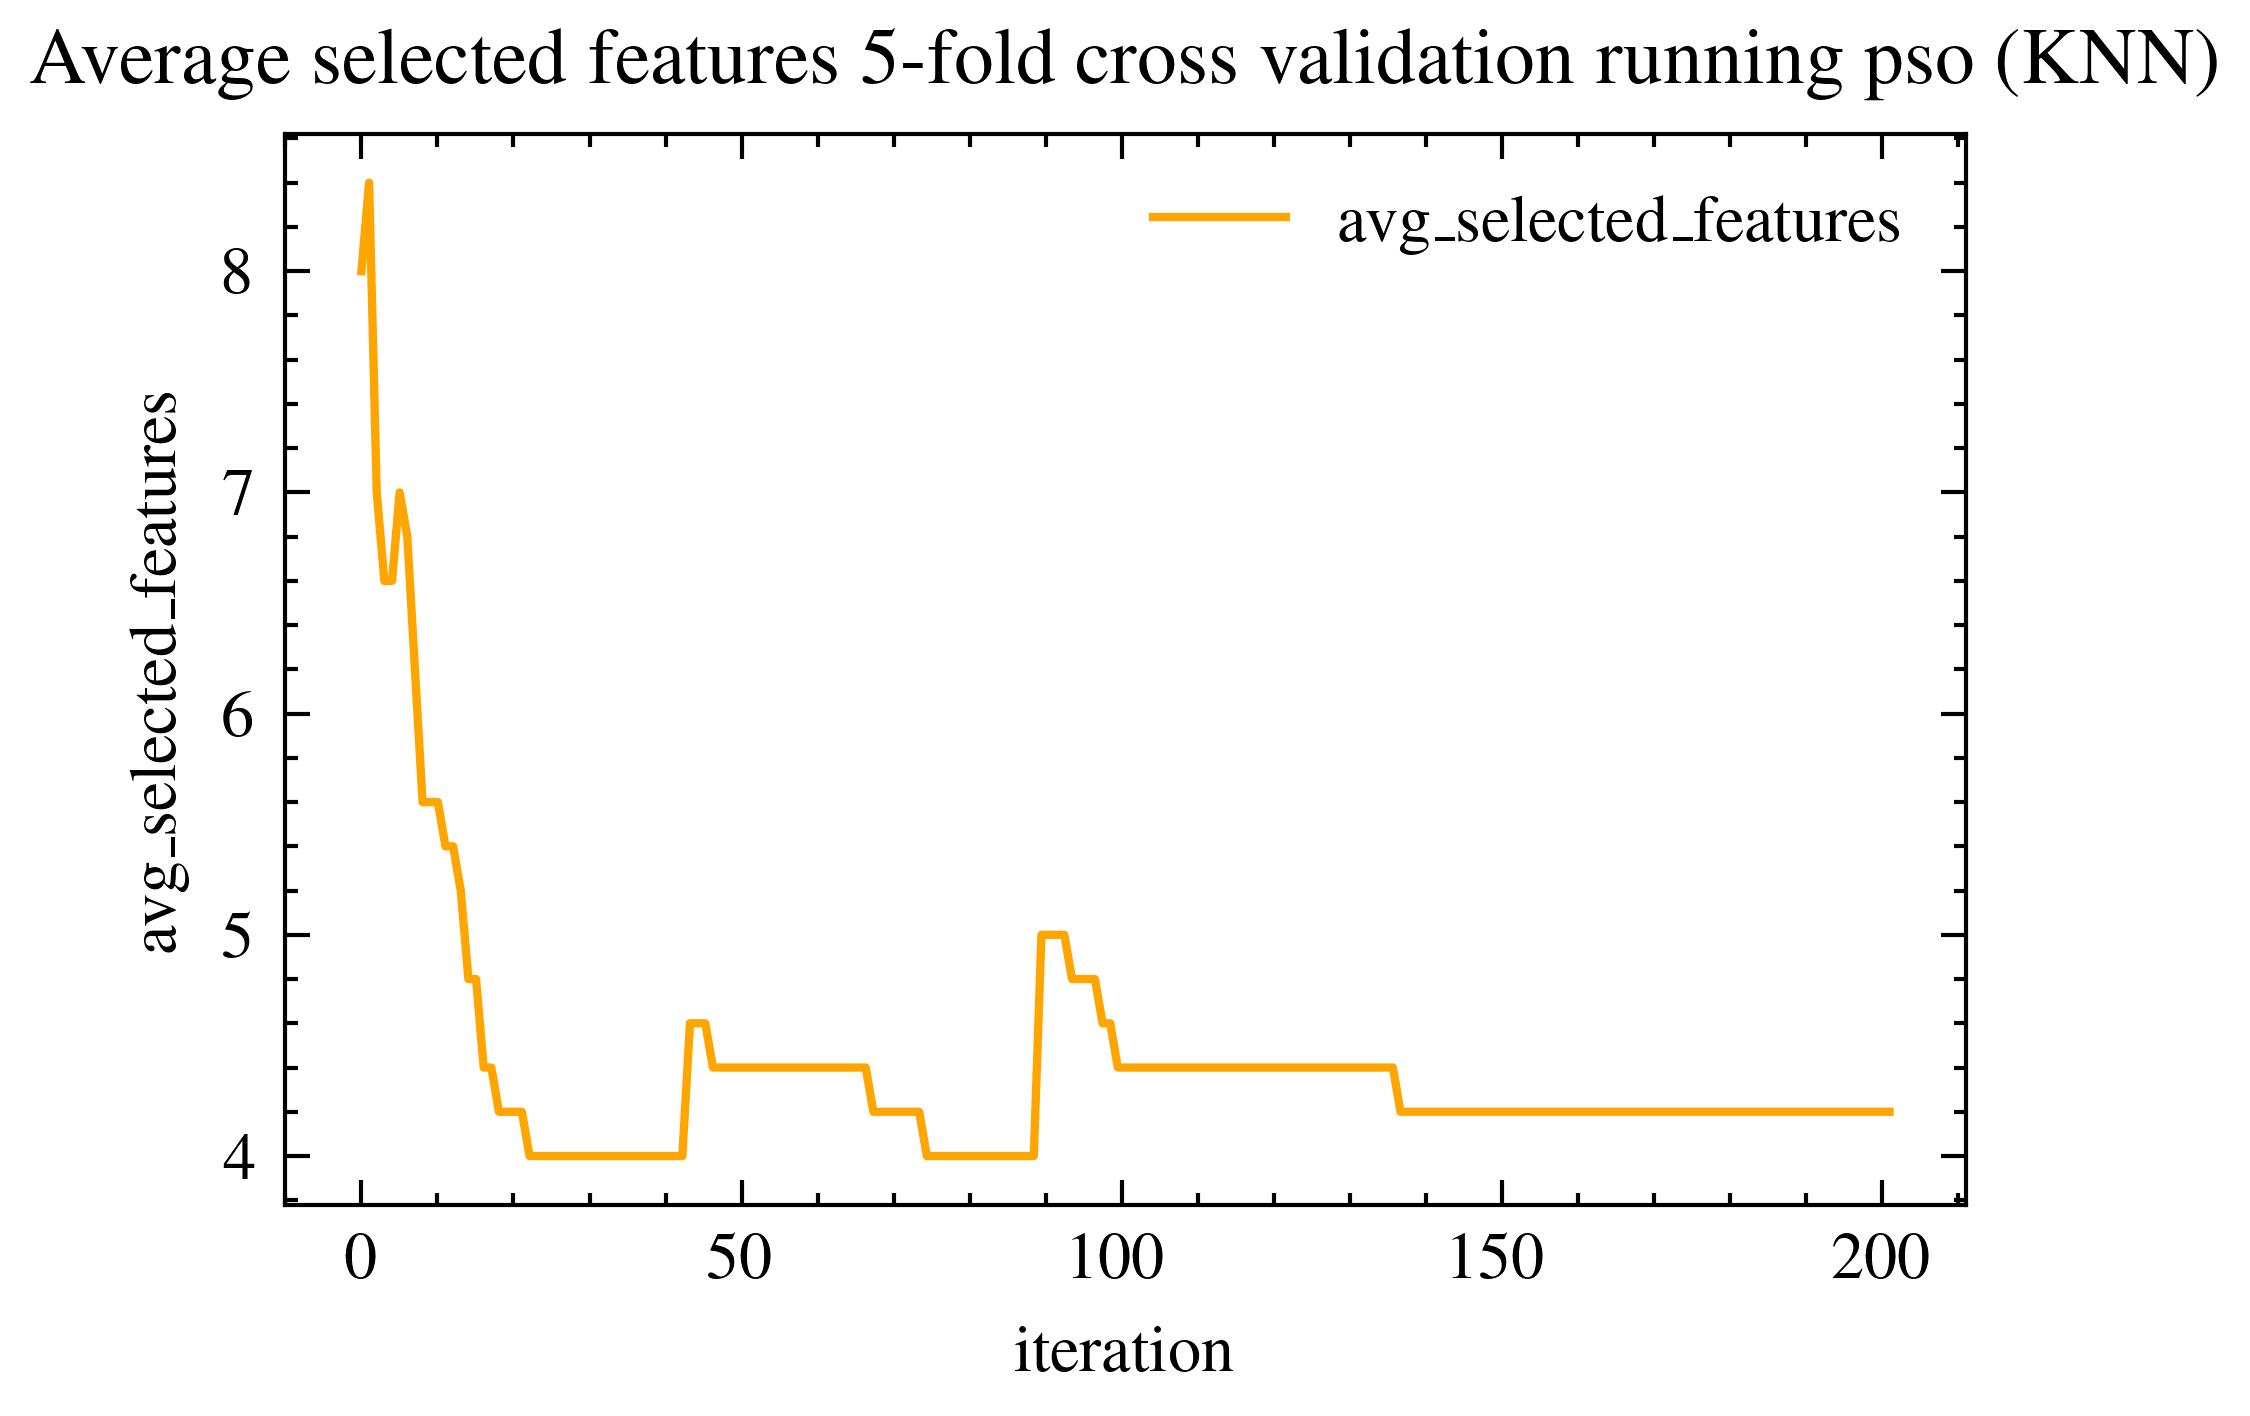 Average selected features 5-fold cross validation running pso (KNN)
avg_selected_features
8
7
6
5
4
avg_selected_features
0 50 100 150 200
iteration